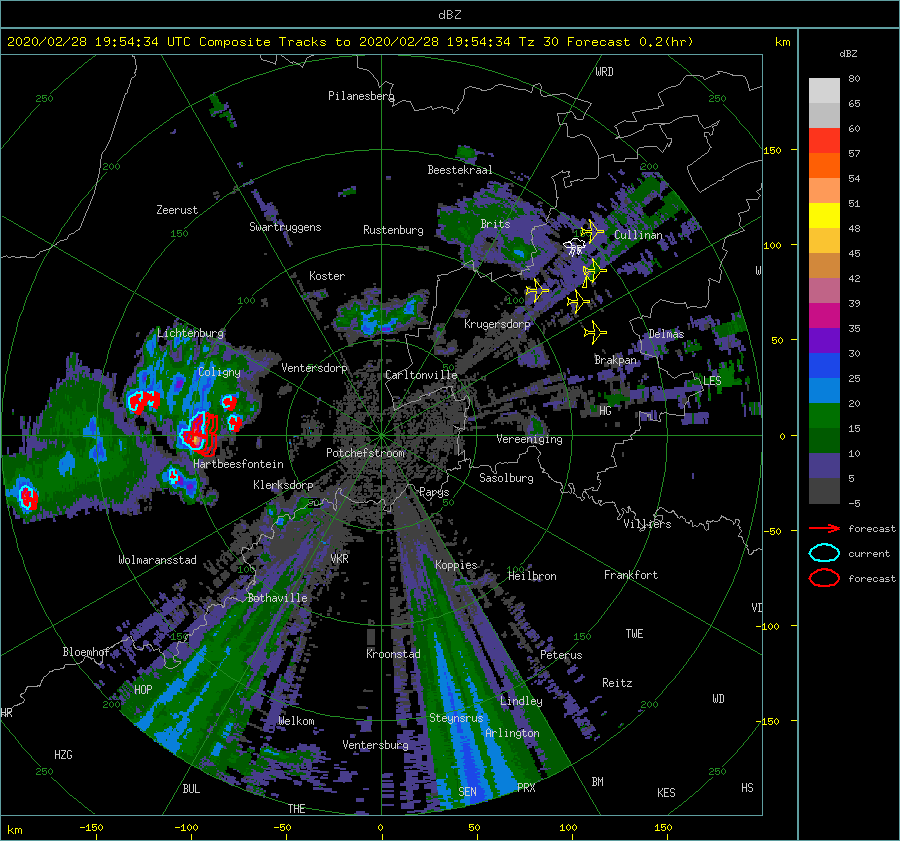 dBZ
2020/02/28 19:54:34 UTC Composite Tracks to 2020/02/28 19:54:34 Tz 30 Forecast 0.2(hr)
km
dBZ
80
65
60
57
54
51
48
45
42
39
35
30
25
20
15
10
5
-5
forecast
current
forecast
WRD
250
Pilanesberg
250
150
200
Beestekraal
200
Zeerust
Swartruggens
Brits
150
Rustenburg
Cullinan
100
W
Koster
100
100
Krugersdorp
Lichtenburg
Delmas
50
Brakpan
Coligny
Ventersdorp
Carltonville
LES
HG
0
Vereeniging
Potchefstroom
Hartbeesfontein
Sasolburg
Klerksdorp
Parys
50
50
Villiers
-50
Wolmaransstad
VKR
Koppies
100
100
Heilbron
Frankfort
Bothaville
VD
-100
150
150
TWE
Bloemhof
Kroonstad
Peterus
HOP
Reitz
WD
200
Lindley
200
HR
Welkom
Steynsrus
-150
Arlington
Ventersburg
HZG
250
250
BUL
SEN
PRX
BM
KES
HS
THE
km
-150
-100
-50
0
50
100
150